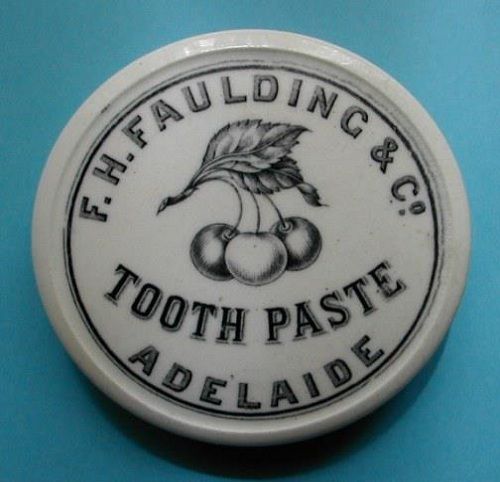 F. H. FAULDING & Cº
TOOTH PASTE
ADELAIDE